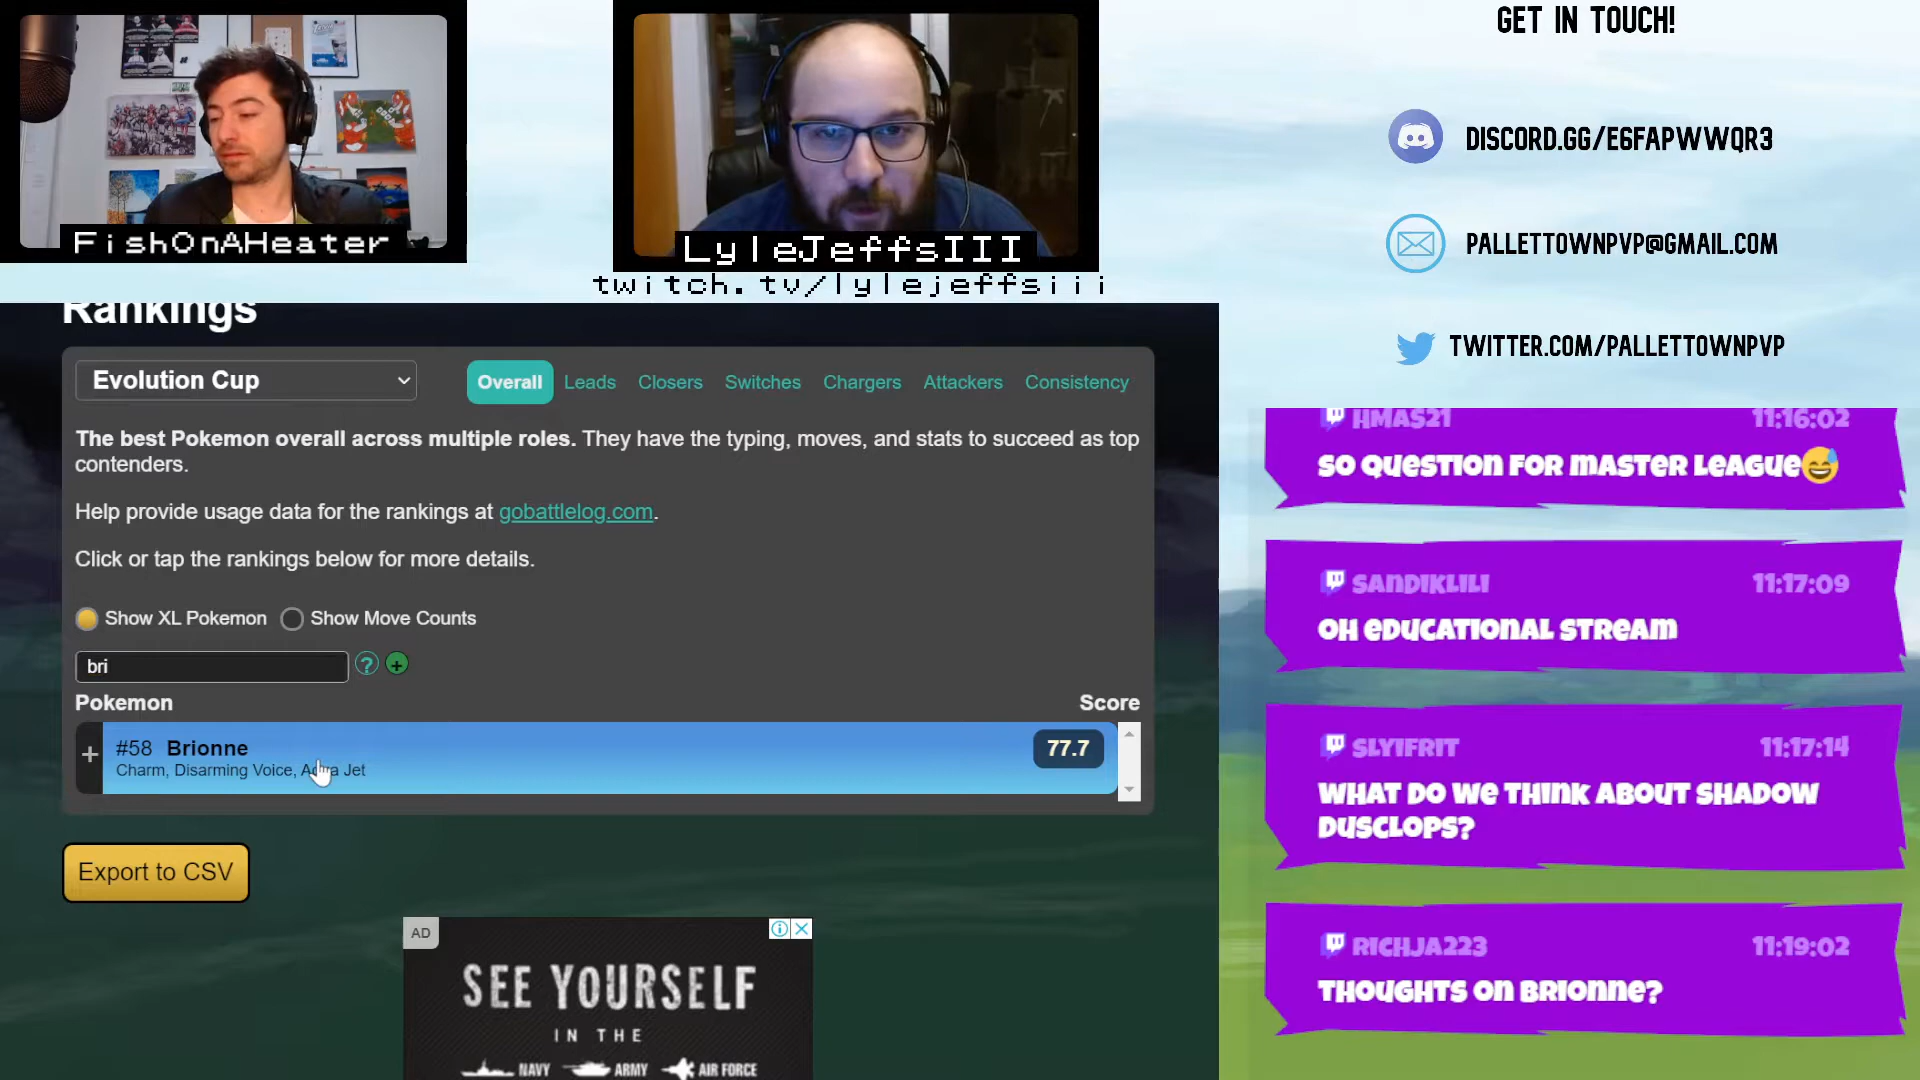 FishOnAHeater
LyleJeffsIII
twitch.tv/lylejeffsiii
GET IN TOUCH!
DISCORD.GG/E6FAPWWQR3
PALLETTOWNPVP@GMAIL.COM
TWITTER.COM/PALLETTOWNPVP
Rankings
Evolution Cup
Overall Leads Closers Switches Chargers Attackers Consistency
The best Pokemon overall across multiple roles. They have the typing, moves, and stats to succeed as top
contenders.
Help provide usage data for the rankings at gobattlelog.com.
Click or tap the rankings below for more details.
Show XL Pokemon Show Move Counts
bri ? +
Pokemon Score
+ #58 Brionne 77.7
Charm, Disarming Voice, Aqua Jet
Export to CSV
AD
SEE YOURSELF
IN THE
NAVY ARMY AIR FORCE
HMAS21 11:16:02
SO QUESTION FOR MASTER LEAGUE😅
SANDIKLILI 11:17:09
OH EDUCATIONAL STREAM
SLYIFRIT 11:17:14
WHAT DO WE THINK ABOUT SHADOW
DUSCLOPS?
RICHJA223 11:19:02
THOUGHTS ON BRIONNE?